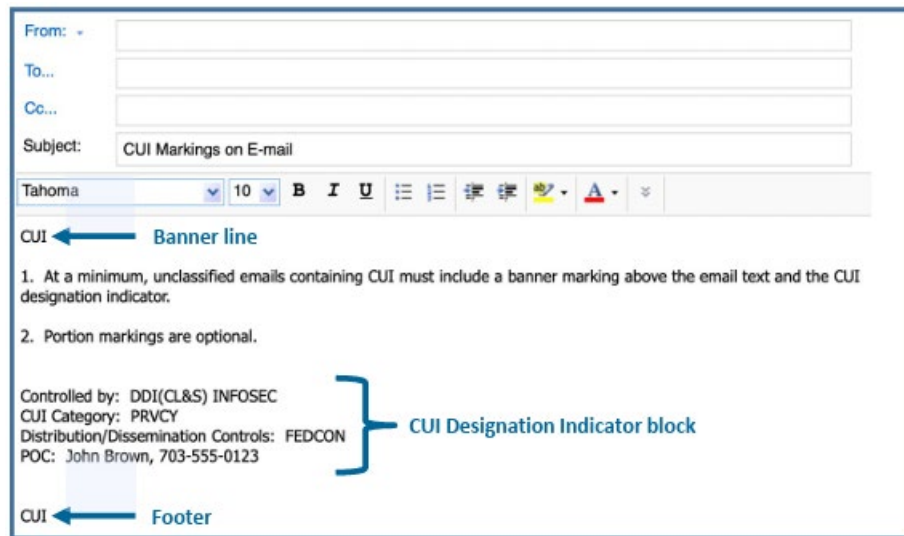 From:
To...
Cc...
Subject: CUI Markings on E-mail
Tahoma 10 B I U ab A
CUI Banner line
1. At a minimum, unclassified emails containing CUI must include a banner marking above the email text and the CUI
designation indicator.
2. Portion markings are optional.
Controlled by: DDI(CL&S) INFOSEC
CUI Category: PRVCY
Distribution/Dissemination Controls: FEDCON
POC: John Brown, 703-555-0123
CUI Designation Indicator block
CUI Footer